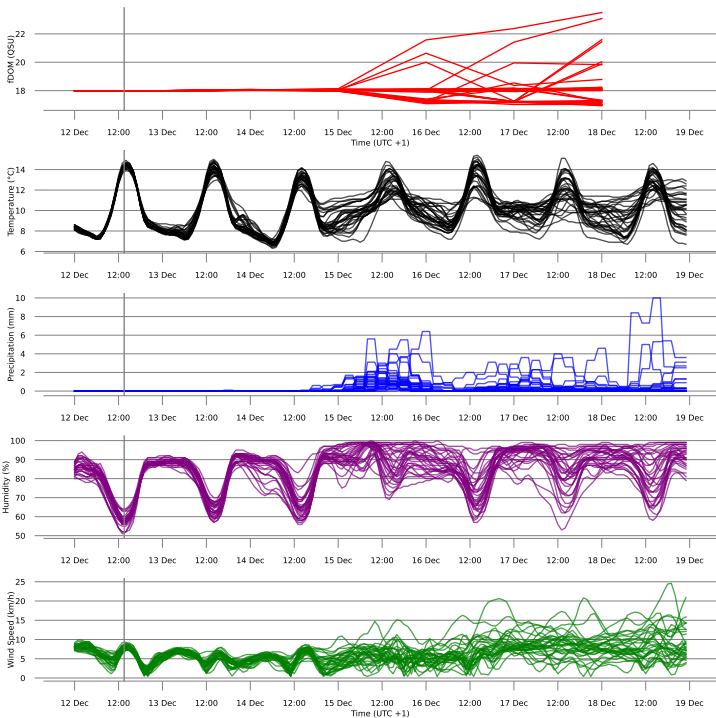 fDOM (QSU)
22
20
18
12 Dec 12:00 13 Dec 12:00 14 Dec 12:00 15 Dec 12:00 16 Dec 12:00 17 Dec 12:00 18 Dec 12:00 19 Dec
Time (UTC +1)
Temperature (°C)
14
12
10
8
6
12 Dec 12:00 13 Dec 12:00 14 Dec 12:00 15 Dec 12:00 16 Dec 12:00 17 Dec 12:00 18 Dec 12:00 19 Dec
Precipitation (mm)
10
8
6
4
2
0
12 Dec 12:00 13 Dec 12:00 14 Dec 12:00 15 Dec 12:00 16 Dec 12:00 17 Dec 12:00 18 Dec 12:00 19 Dec
Humidity (%)
100
90
80
70
60
50
12 Dec 12:00 13 Dec 12:00 14 Dec 12:00 15 Dec 12:00 16 Dec 12:00 17 Dec 12:00 18 Dec 12:00 19 Dec
Wind Speed (km/h)
25
20
15
10
5
0
12 Dec 12:00 13 Dec 12:00 14 Dec 12:00 15 Dec 12:00 16 Dec 12:00 17 Dec 12:00 18 Dec 12:00 19 Dec
Time (UTC +1)